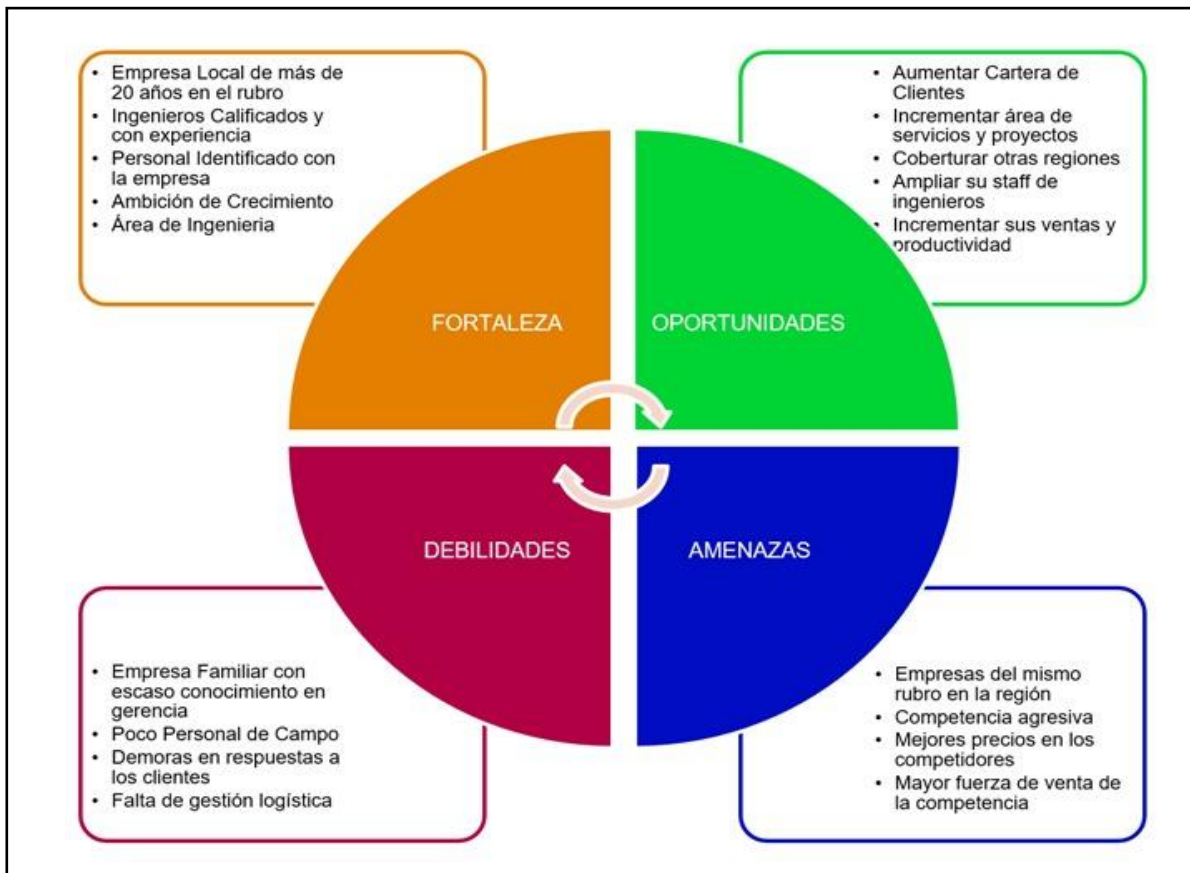 • Empresa Local de más de
20 años en el rubro
• Ingenieros Calificados y
con experiencia
• Personal Identificado con
la empresa
• Ambición de Crecimiento
• Área de Ingenieria
• Aumentar Cartera de
Clientes
• Incrementar área de
servicios y proyectos
• Coberturar otras regiones
• Ampliar su staff de
ingenieros
• Incrementar sus ventas y
productividad
FORTALEZA
OPORTUNIDADES
DEBILIDADES
AMENAZAS
• Empresa Familiar con
escaso conocimiento en
gerencia
• Poco Personal de Campo
• Demoras en respuestas a
los clientes
• Falta de gestión logística
• Empresas del mismo
rubro en la región
• Competencia agresiva
• Mejores precios en los
competidores
• Mayor fuerza de venta de
la competencia